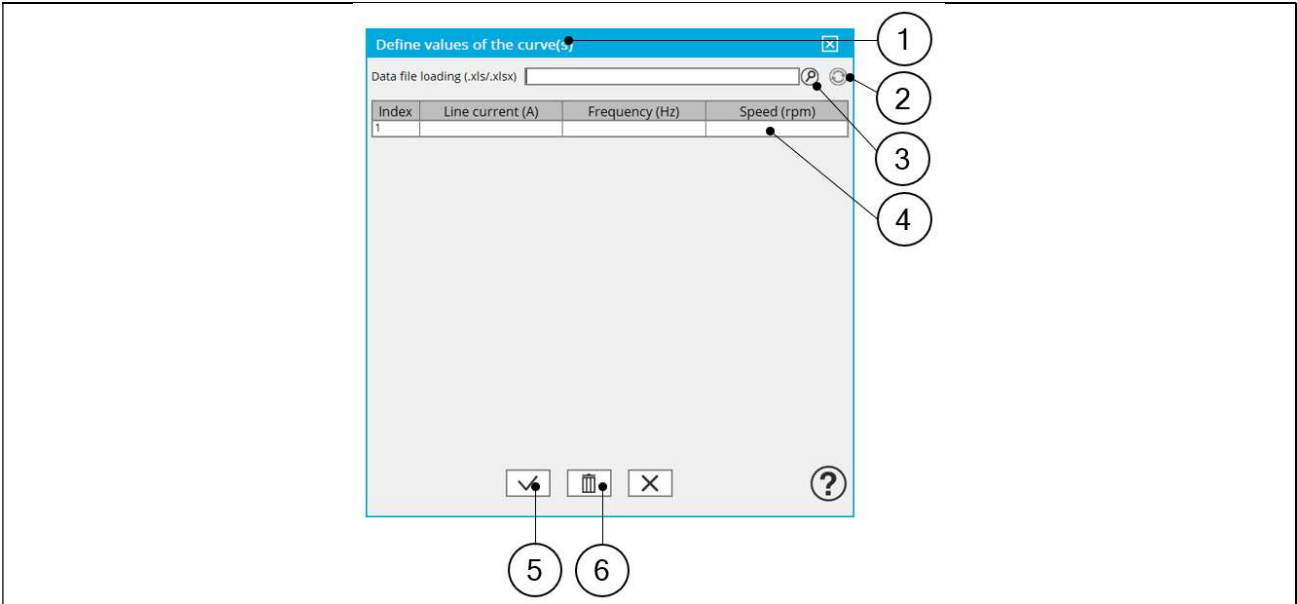 Define values of the curve(s)
1
Data file loading (.xls/.xlsx)
2
Index Line current (A) Frequency (Hz) Speed (rpm)
1
3
4
?
5 6